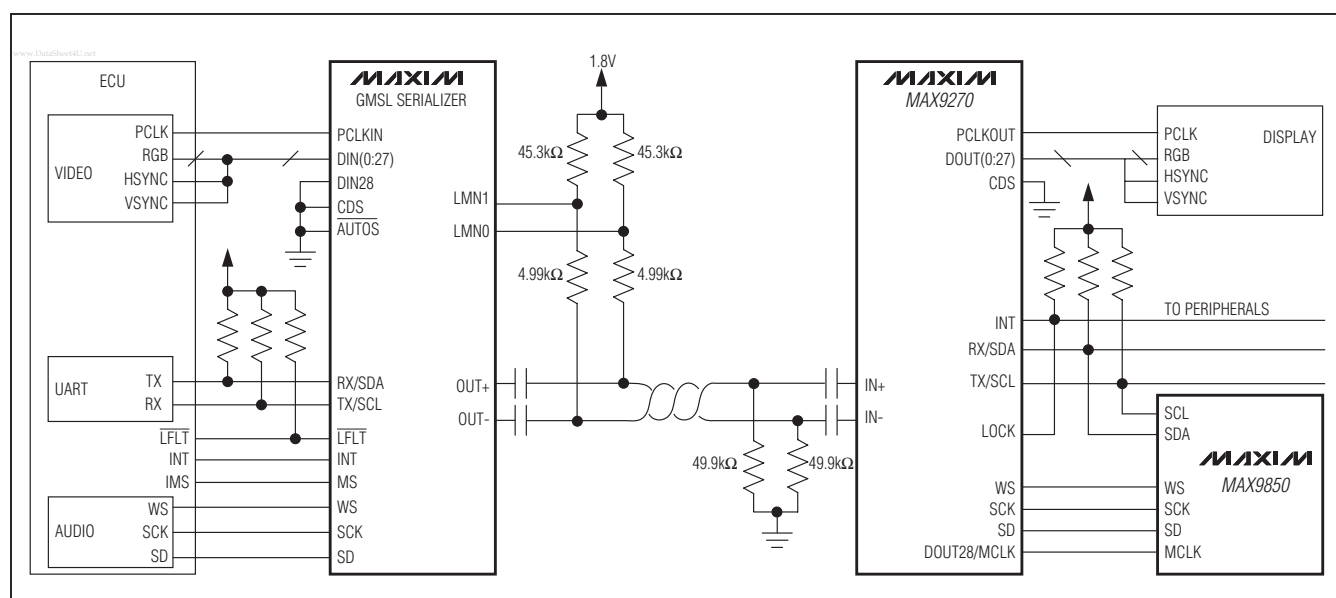 www.DataSheet4U.net
ECU
VIDEO
PCLK
RGB
HSYNC
VSYNC
UART
TX
RX
L̅F̅L̅T̅
INT
IMS
AUDIO
WS
SCK
SD
MAXIM
GMSL SERIALIZER
PCLKIN
DIN(0:27)
DIN28
CDS
A̅U̅T̅O̅S̅
RX/SDA
TX/SCL
L̅F̅L̅T̅
INT
MS
WS
SCK
SD
LMN1
LMN0
OUT+
OUT-
1.8V
45.3kΩ
45.3kΩ
4.99kΩ
4.99kΩ
49.9kΩ
49.9kΩ
MAXIM
MAX9270
PCLKOUT
DOUT(0:27)
CDS
INT
RX/SDA
TX/SCL
IN+
IN-
LOCK
WS
SCK
SD
DOUT28/MCLK
PCLK
RGB
HSYNC
VSYNC
DISPLAY
TO PERIPHERALS
SCL
SDA
MAXIM
MAX9850
WS
SCK
SD
MCLK